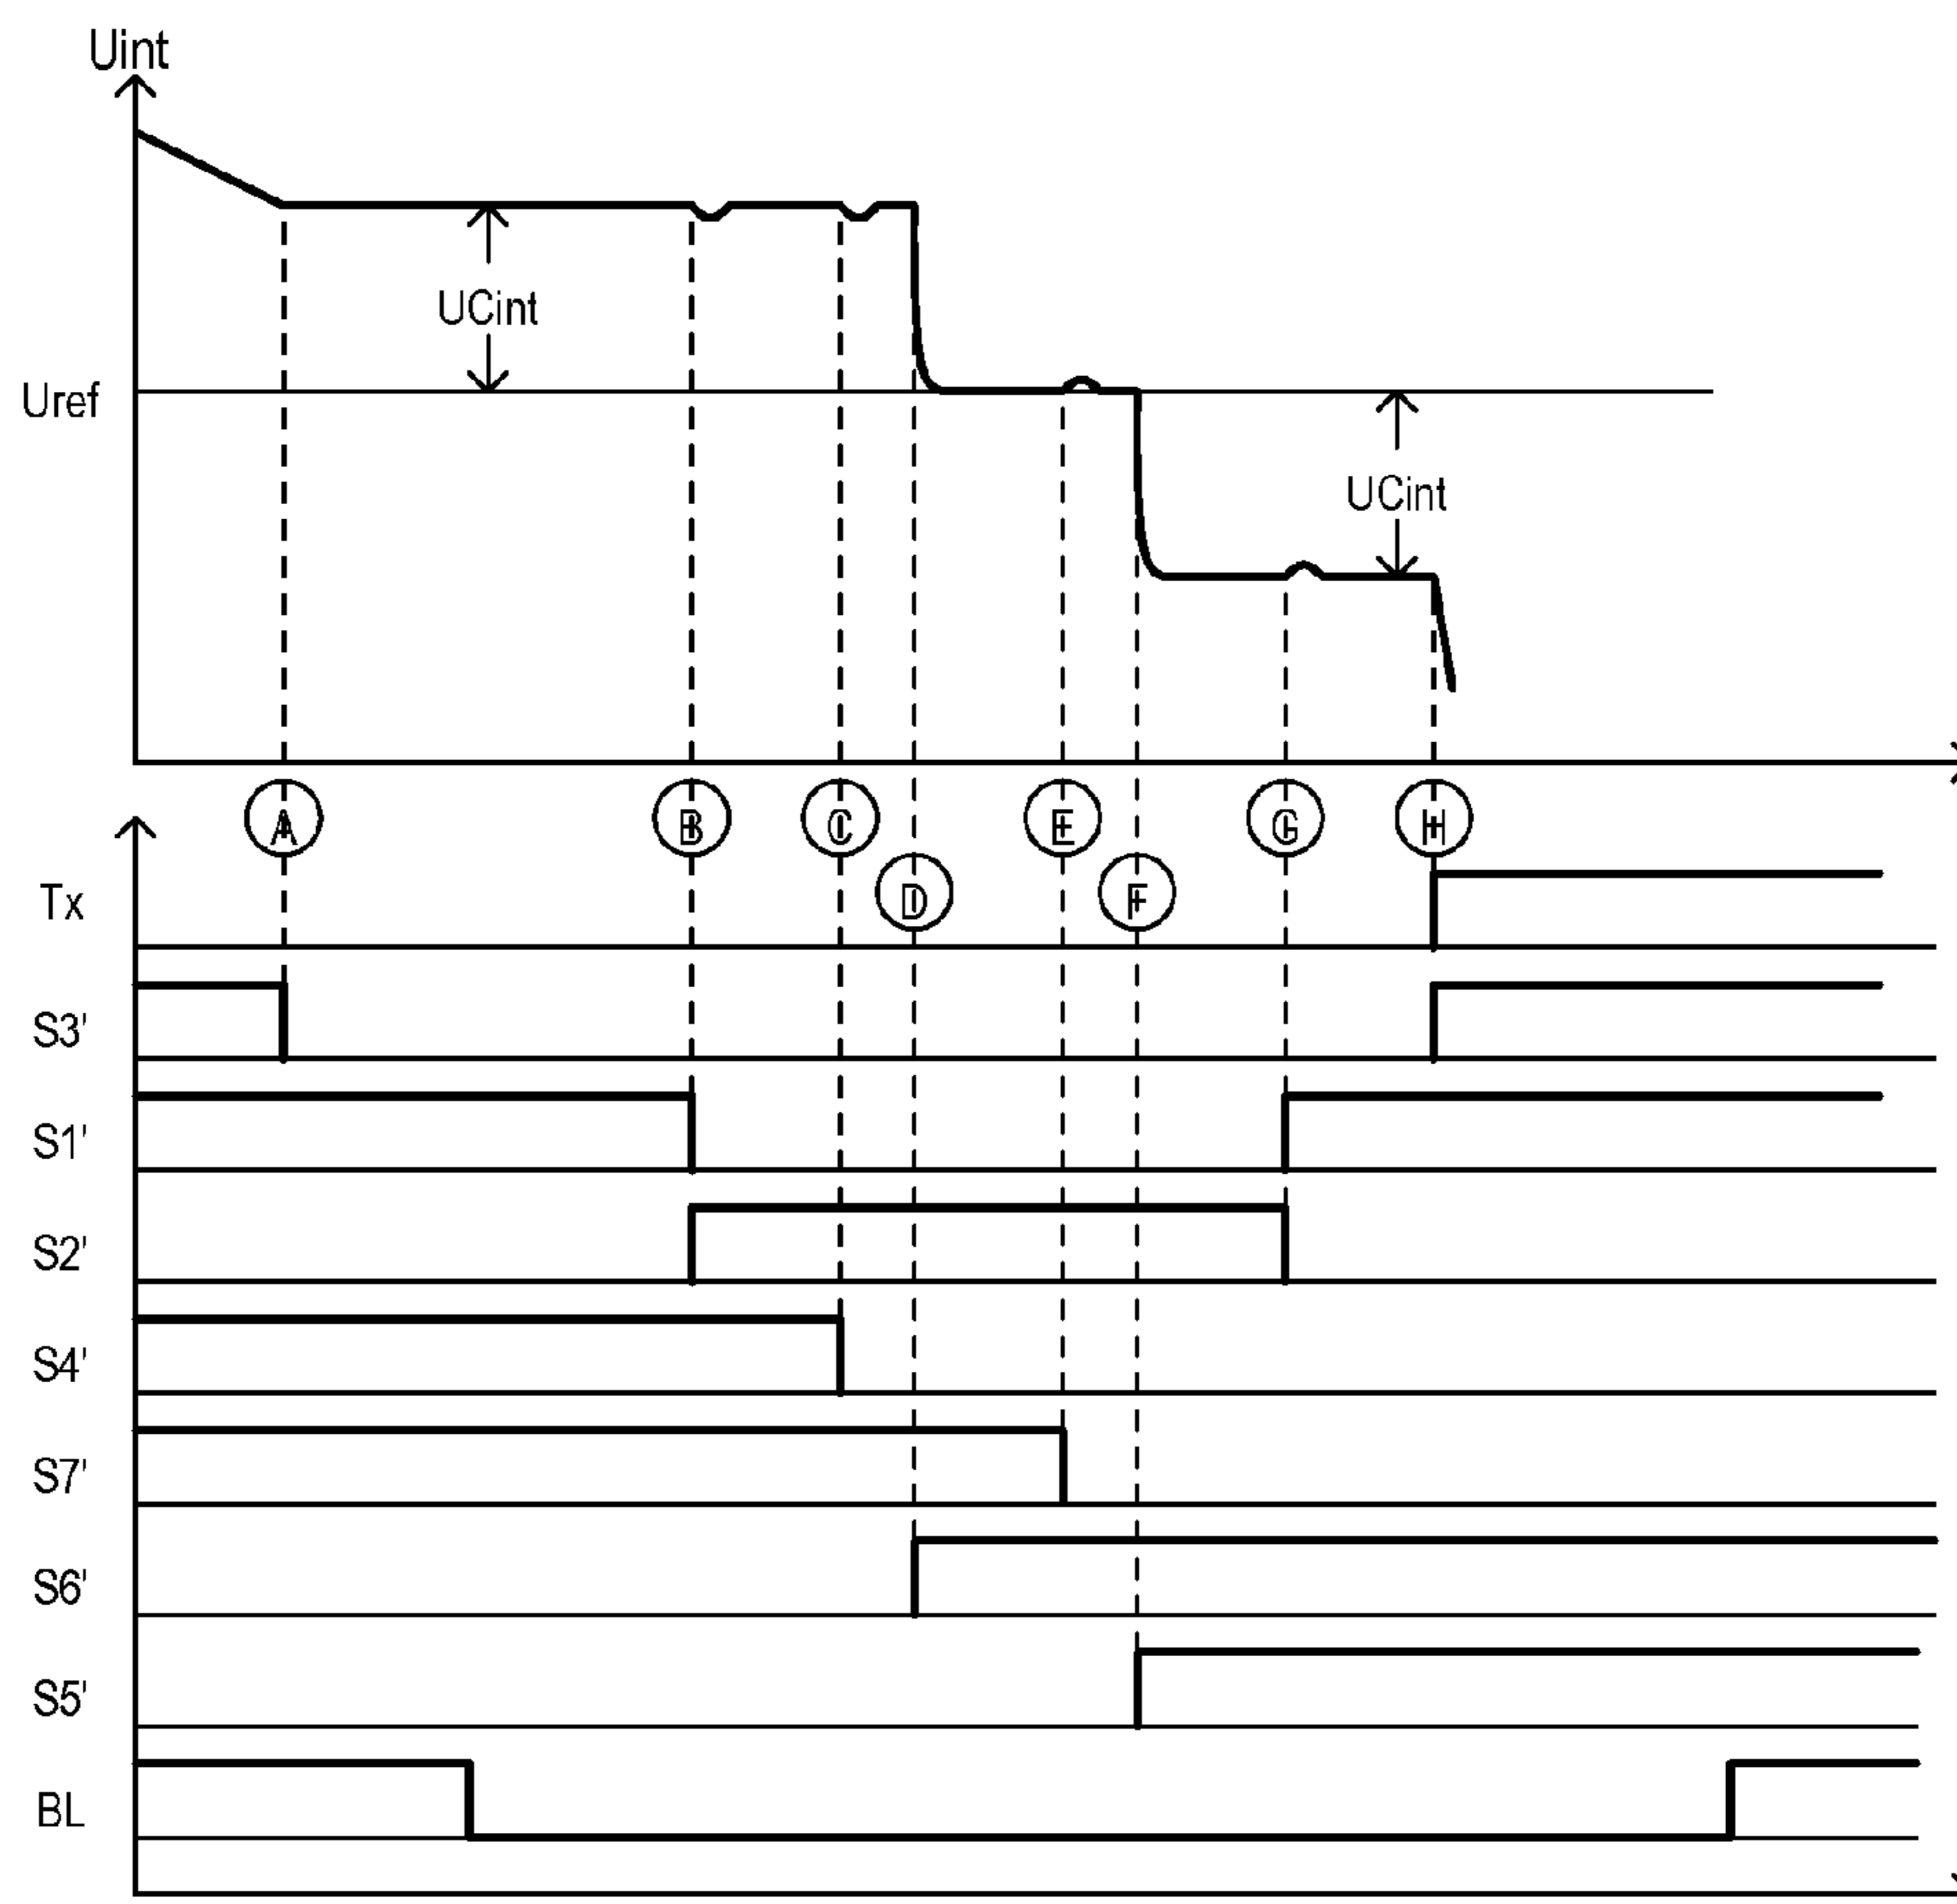 Uint
UCint
Uref
UCint
A
B
C
E
G
H
D
F
Tx
S3'
S1'
S2'
S4'
S7'
S6'
S5'
BL